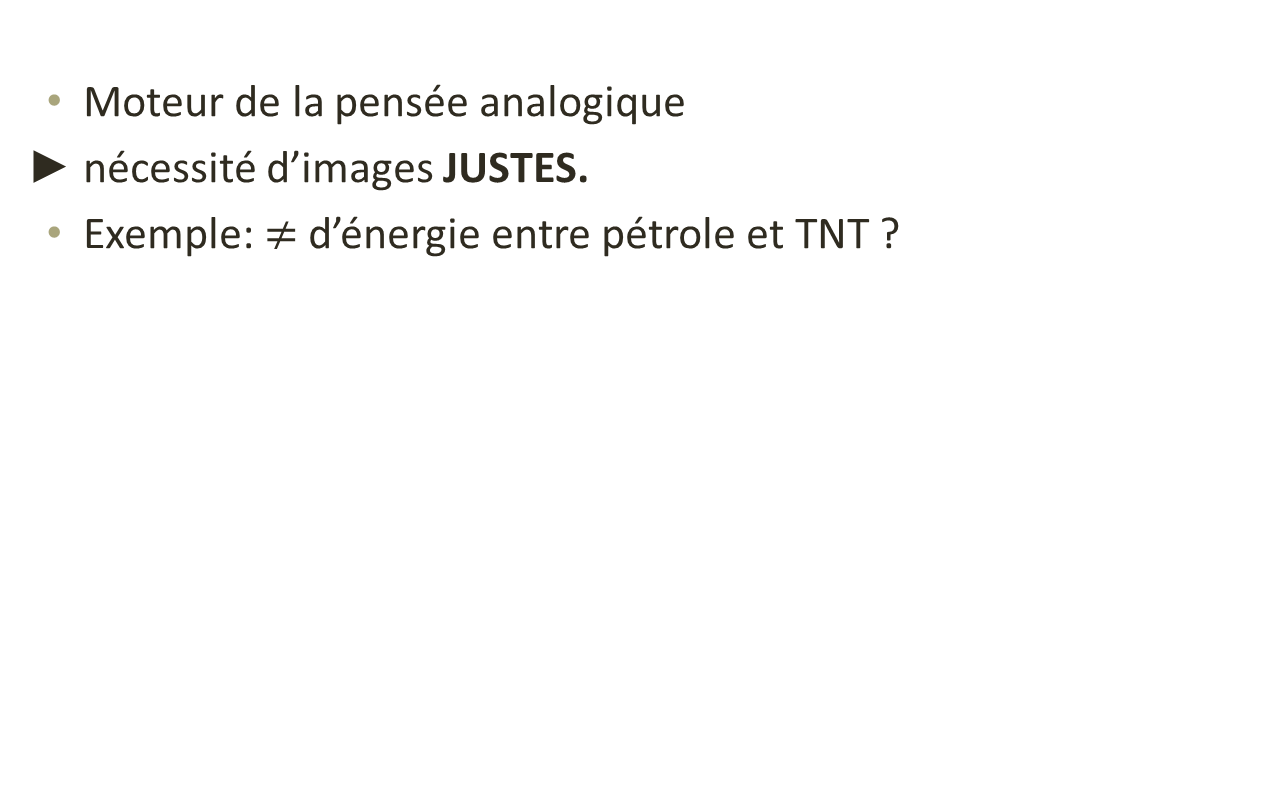 • Moteur de la pensée analogique
► nécessité d’images JUSTES.
• Exemple: ≠ d’énergie entre pétrole et TNT ?